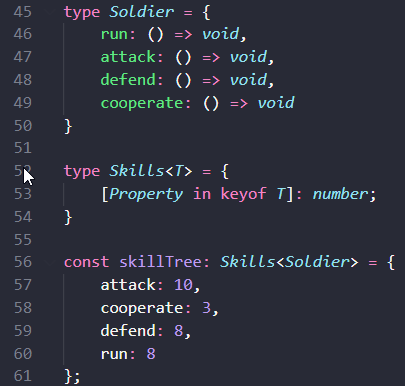 45 type Soldier = {
46     run: () => void,
47     attack: () => void,
48     defend: () => void,
49     cooperate: () => void
50 }
51
52 type Skills<T> = {
53     [Property in keyof T]: number;
54 }
55
56 const skillTree: Skills<Soldier> = {
57     attack: 10,
58     cooperate: 3,
59     defend: 8,
60     run: 8
61 };